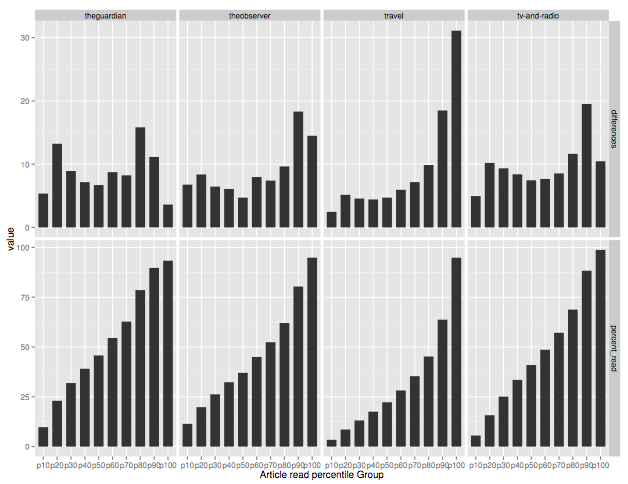 theguardian theobserver travel tv-and-radio
30
20
10
0
differences
value
100
75
50
25
0
percent_read
p10 p20 p30 p40 p50 p60 p70 p80 p90 p100 p10 p20 p30 p40 p50 p60 p70 p80 p90 p100 p10 p20 p30 p40 p50 p60 p70 p80 p90 p100 p10 p20 p30 p40 p50 p60 p70 p80 p90 p100
Article read percentile Group